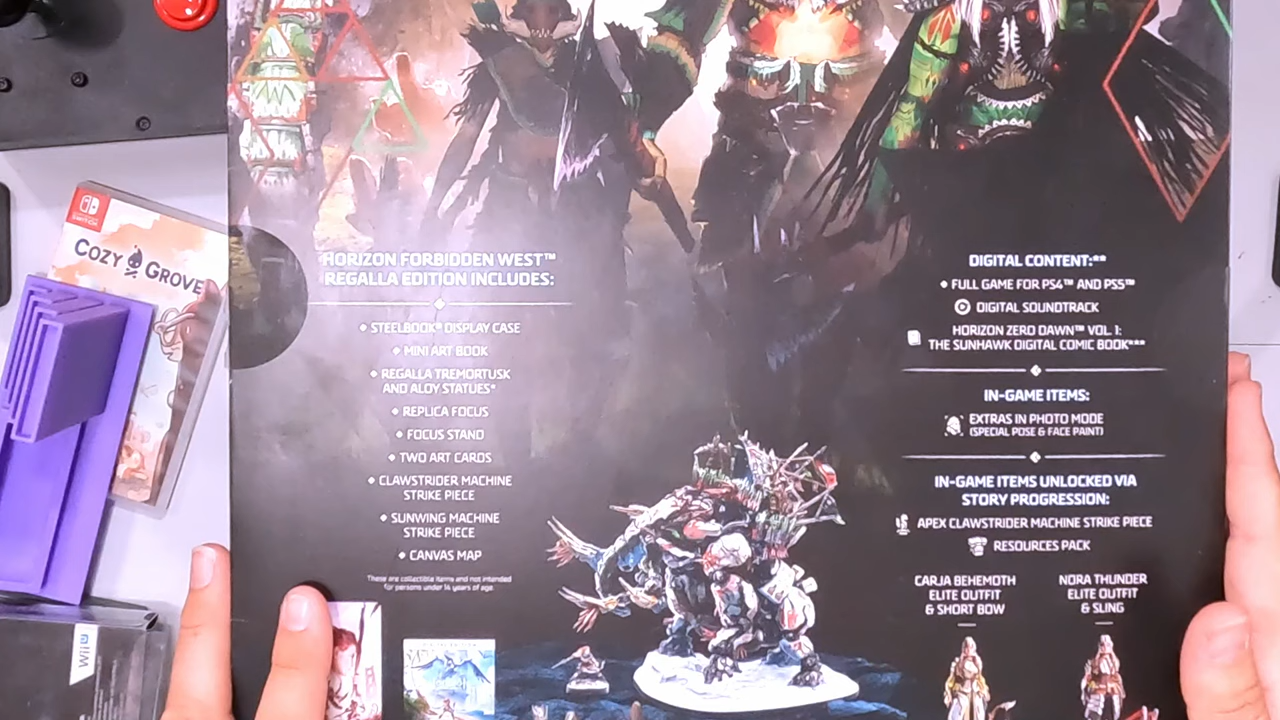 COZY GROVE
WiiU
HORIZON FORBIDDEN WEST™
REGALLA EDITION INCLUDES:
• STEELBOOK® DISPLAY CASE
• MINI ART BOOK
• REGALLA TREMORTUSK
AND ALOY STATUES*
• REPLICA FOCUS
• FOCUS STAND
• TWO ART CARDS
• CLAWSTRIDER MACHINE
STRIKE PIECE
• SUNWING MACHINE
STRIKE PIECE
• CANVAS MAP
These are collectible items and not intended
for persons under 14 years of age.
DIGITAL CONTENT:**
• FULL GAME FOR PS4™ AND PS5™
DIGITAL SOUNDTRACK
HORIZON ZERO DAWN™ VOL. 1:
THE SUNHAWK DIGITAL COMIC BOOK***
IN-GAME ITEMS:
EXTRAS IN PHOTO MODE
(SPECIAL POSE & FACE PAINT)
IN-GAME ITEMS UNLOCKED VIA
STORY PROGRESSION:
APEX CLAWSTRIDER MACHINE STRIKE PIECE
RESOURCES PACK
CARJA BEHEMOTH
ELITE OUTFIT
& SHORT BOW
NORA THUNDER
ELITE OUTFIT
& SLING